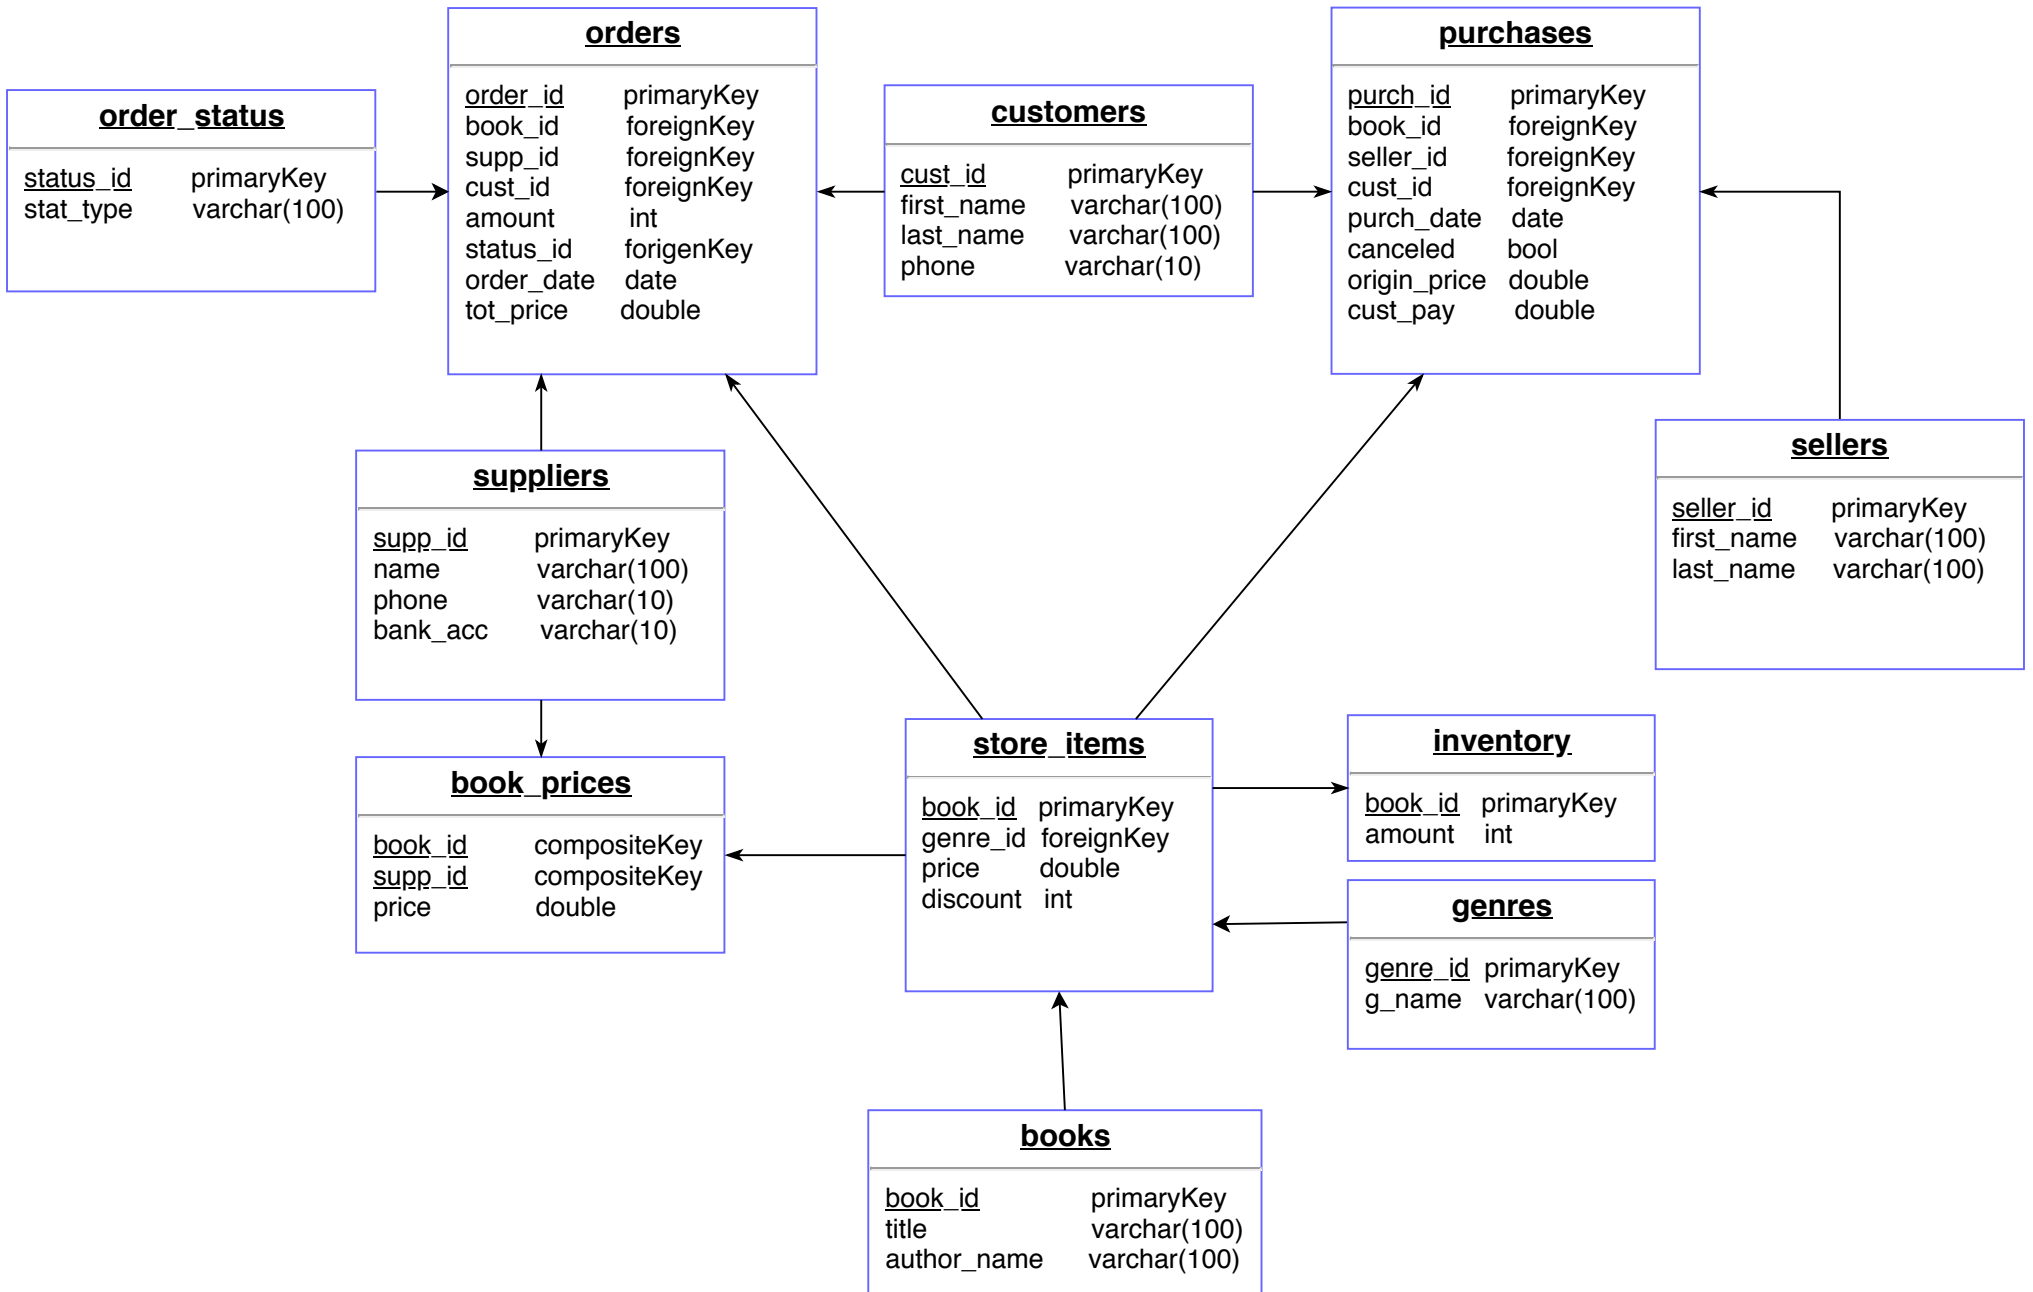 orders
order_id primaryKey
book_id foreignKey
supp_id foreignKey
cust_id foreignKey
amount int
status_id forigenKey
order_date date
tot_price double
purchases
purch_id primaryKey
book_id foreignKey
seller_id foreignKey
cust_id foreignKey
purch_date date
canceled bool
origin_price double
cust_pay double
order_status
status_id primaryKey
stat_type varchar(100)
customers
cust_id primaryKey
first_name varchar(100)
last_name varchar(100)
phone varchar(10)
sellers
seller_id primaryKey
first_name varchar(100)
last_name varchar(100)
suppliers
supp_id primaryKey
name varchar(100)
phone varchar(10)
bank_acc varchar(10)
store_items
book_id primaryKey
genre_id foreignKey
price double
discount int
inventory
book_id primaryKey
amount int
book_prices
book_id compositeKey
supp_id compositeKey
price double
genres
genre_id primaryKey
g_name varchar(100)
books
book_id primaryKey
title varchar(100)
author_name varchar(100)